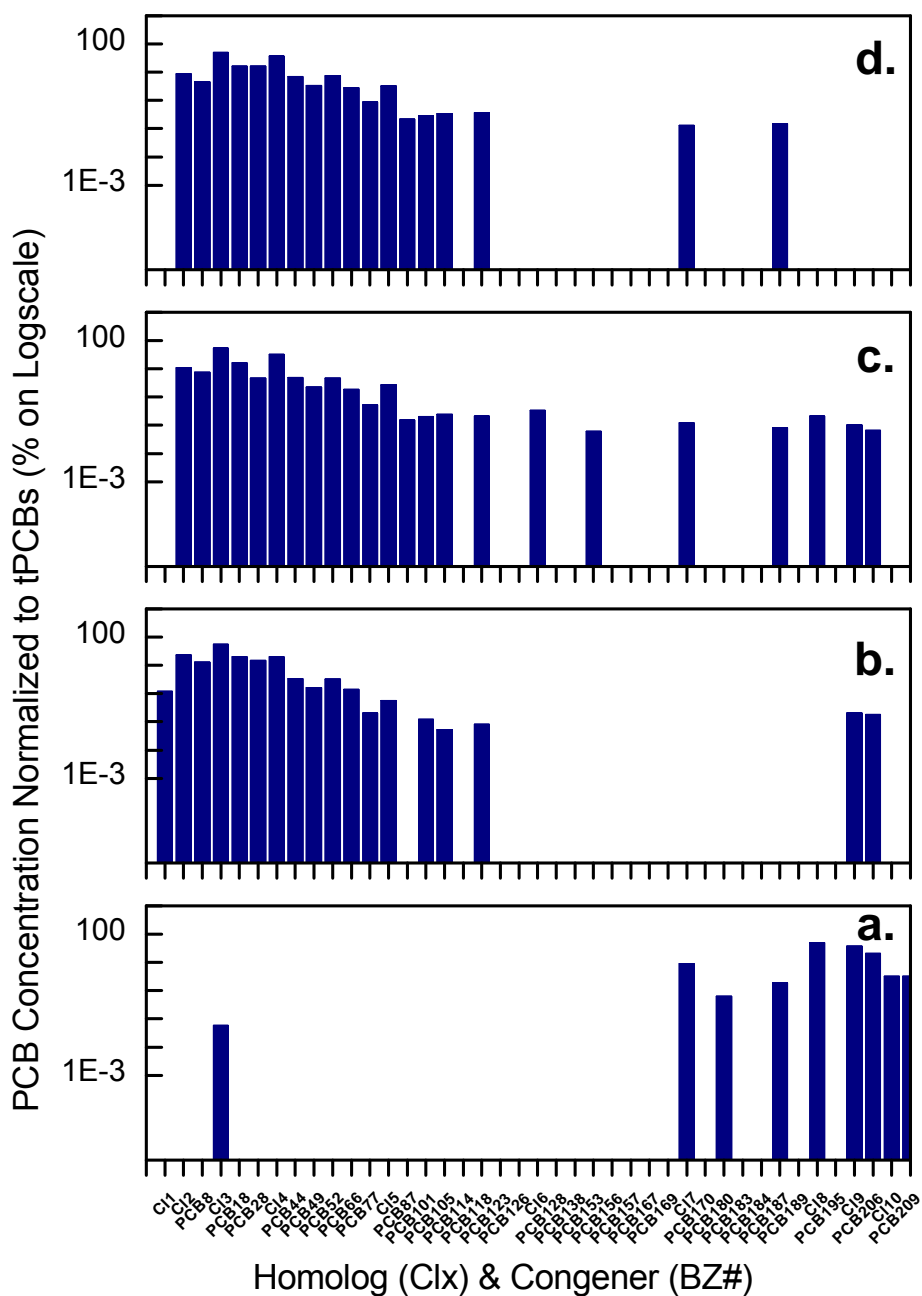 PCB Concentration Normalized to tPCBs (% on Logscale)
100
1E-3
d.
100
1E-3
c.
100
1E-3
b.
100
1E-3
a.
Cl1
Cl2
PCB8
Cl3
PCB18
PCB28
Cl4
PCB44
PCB49
PCB52
PCB66
PCB77
Cl5
PCB87
PCB101
PCB105
PCB114
PCB118
PCB123
PCB126
Cl6
PCB128
PCB138
PCB153
PCB156
PCB157
PCB167
PCB169
Cl7
PCB170
PCB180
PCB183
PCB184
PCB187
PCB189
Cl8
PCB195
Cl9
PCB206
Cl10
PCB209
Homolog (Clx) & Congener (BZ#)